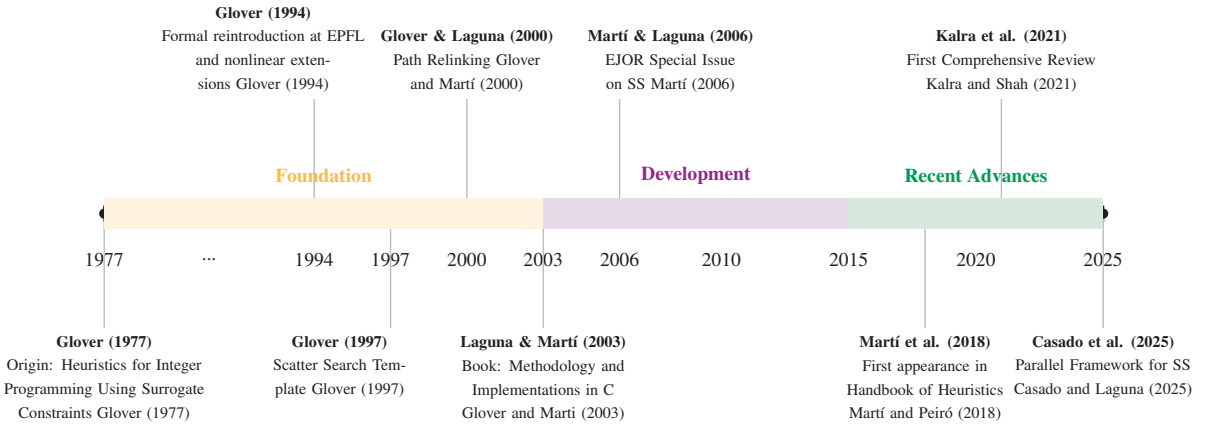 Glover (1994)
Formal reintroduction at EPFL
and nonlinear exten-
sions Glover (1994)
Glover & Laguna (2000)
Path Relinking Glover
and Martí (2000)
Martí & Laguna (2006)
EJOR Special Issue
on SS Martí (2006)
Kalra et al. (2021)
First Comprehensive Review
Kalra and Shah (2021)
Foundation
Development
Recent Advances
1977
...
1994
1997
2000
2003
2006
2010
2015
2020
2025
Glover (1977)
Origin: Heuristics for Integer
Programming Using Surrogate
Constraints Glover (1977)
Glover (1997)
Scatter Search Tem-
plate Glover (1997)
Laguna & Martí (2003)
Book: Methodology and
Implementations in C
Glover and Marti (2003)
Martí et al. (2018)
First appearance in
Handbook of Heuristics
Martí and Peiró (2018)
Casado et al. (2025)
Parallel Framework for SS
Casado and Laguna (2025)